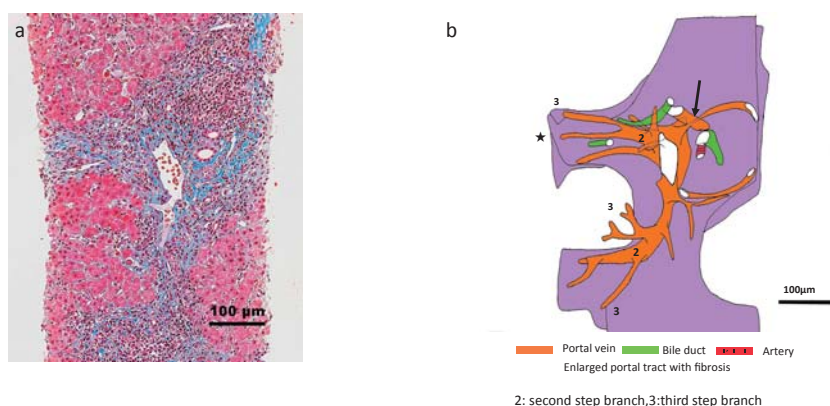 a
100 μm
b
3
★
2
3
2
3
100μm
Portal vein Bile duct Artery
Enlarged portal tract with fibrosis
2: second step branch,3:third step branch